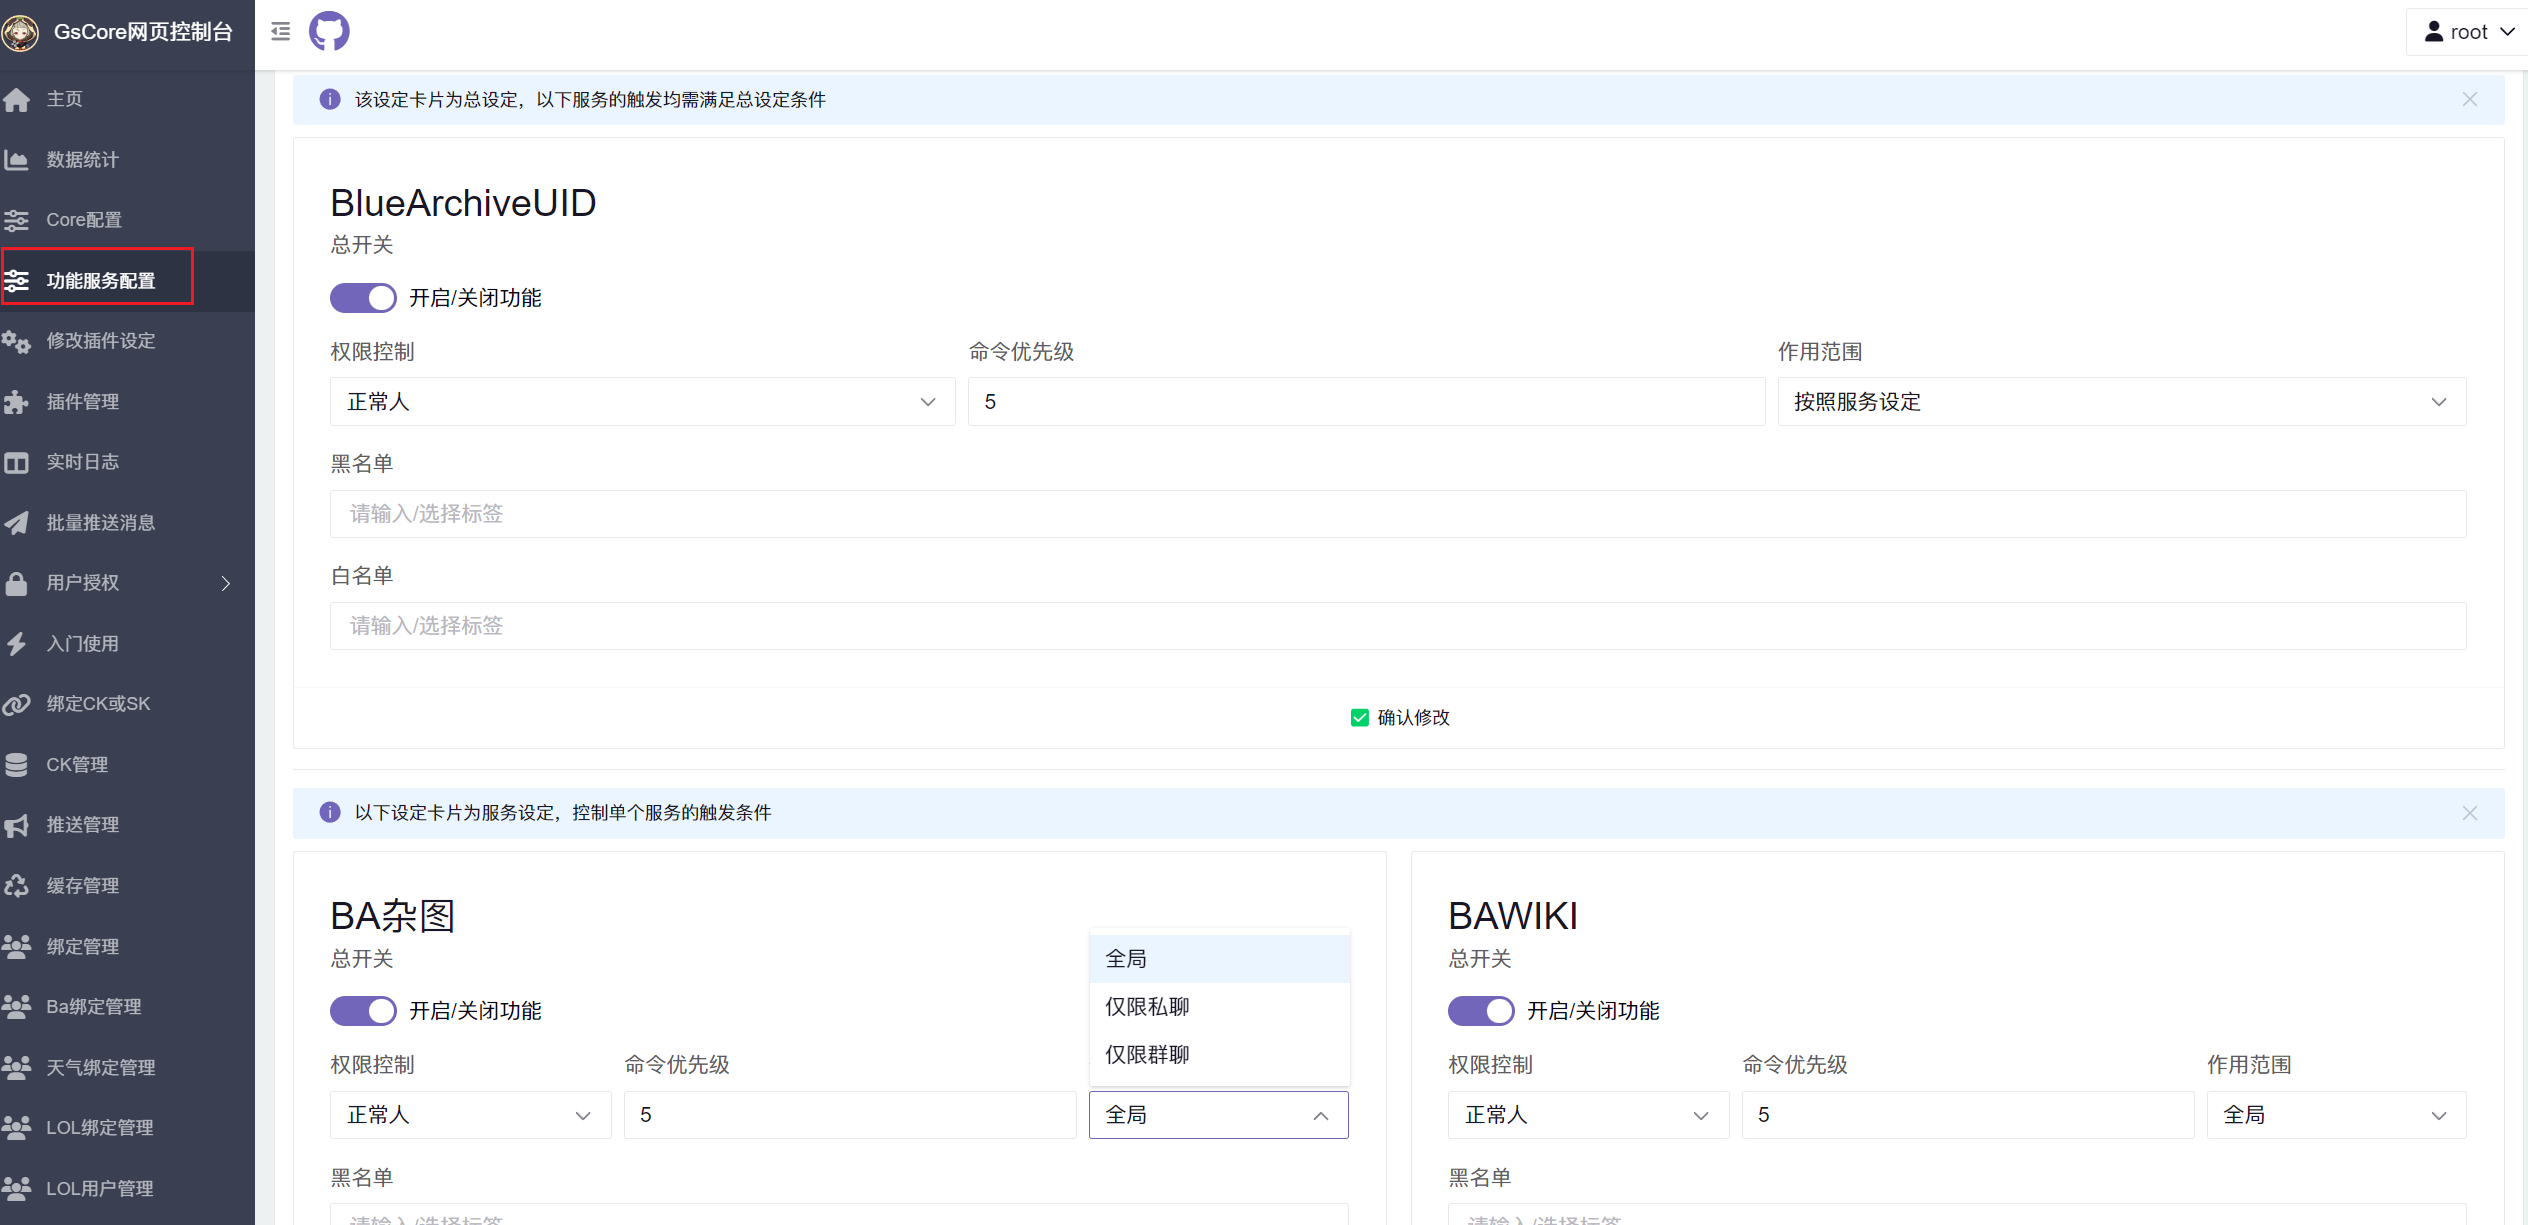 GsCore网页控制台
root
主页
数据统计
Core配置
功能服务配置
修改插件设定
插件管理
实时日志
批量推送消息
用户授权
入门使用
绑定CK或SK
CK管理
推送管理
缓存管理
绑定管理
Ba绑定管理
天气绑定管理
LOL绑定管理
LOL用户管理
该设定卡片为总设定，以下服务的触发均需满足总设定条件
BlueArchiveUID
总开关
开启/关闭功能
权限控制 命令优先级 作用范围
正常人 5 按照服务设定
黑名单
请输入/选择标签
白名单
请输入/选择标签
确认修改
以下设定卡片为服务设定，控制单个服务的触发条件
BA杂图
总开关
开启/关闭功能
全局
仅限私聊
仅限群聊
权限控制 命令优先级
正常人 5 全局
黑名单
请输入/选择标签
BAWIKI
总开关
开启/关闭功能
权限控制 命令优先级 作用范围
正常人 5 全局
黑名单
请输入/选择标签